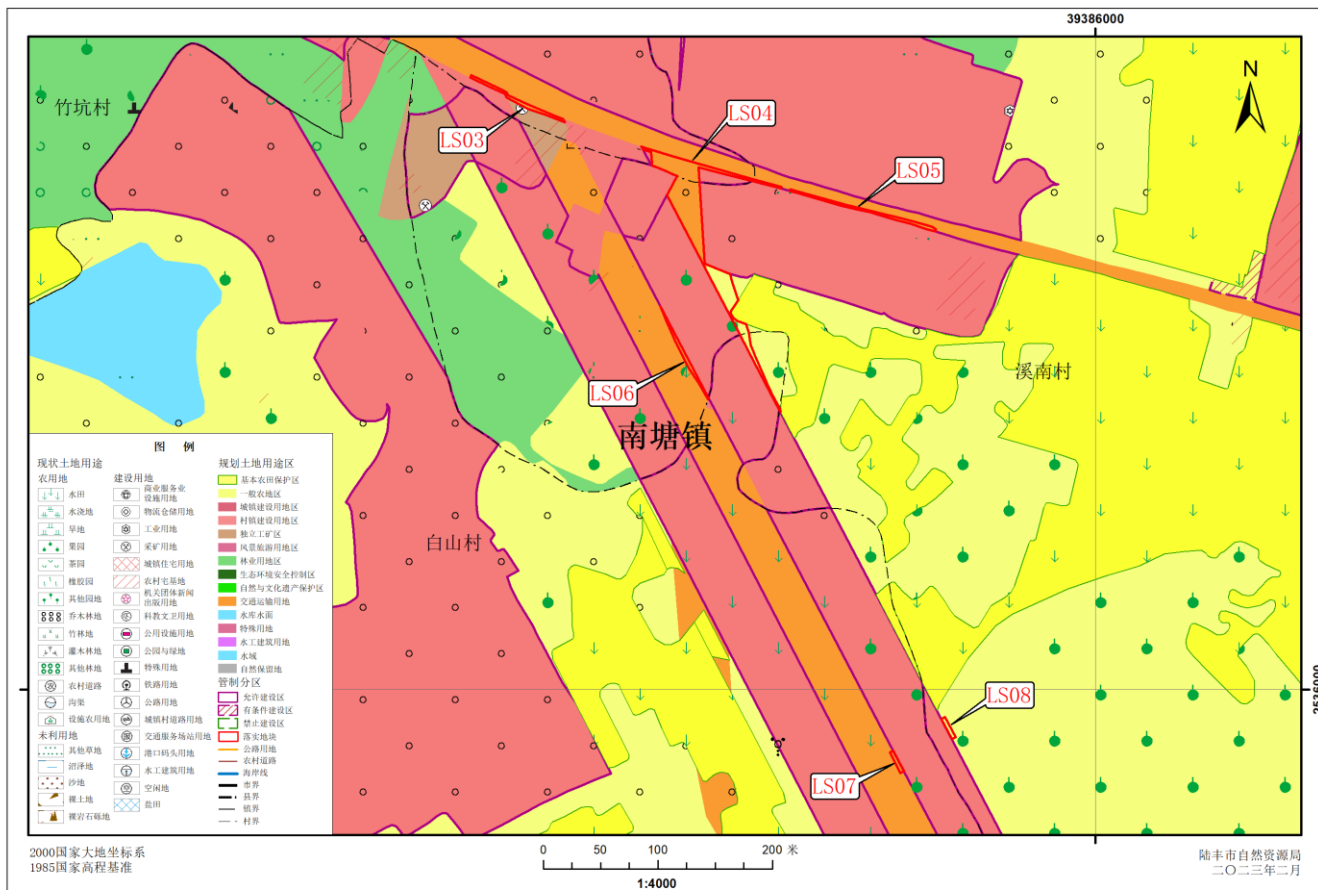 39386000
N
竹坑村
LS03
LS04
LS05
LS06
南塘镇
溪南村
白山村
LS07
LS08
2536000
图 例
现状土地用途
农用地
水田
水浇地
旱地
果园
茶园
橡胶园
其他园地
乔木林地
竹林地
灌木林地
其他林地
农村道路
沟渠
设施农用地
未利用地
其他草地
沼泽地
沙地
裸土地
裸岩石砾地
建设用地
商业服务业
设施用地
物流仓储用地
工业用地
采矿用地
城镇住宅用地
农村宅基地
机关团体新闻
出版用地
科教文卫用地
公用设施用地
公园与绿地
特殊用地
铁路用地
公路用地
城镇村道路用地
交通服务场站用地
港口码头用地
水工建筑用地
空闲地
盐田
规划土地用途区
基本农田保护区
一般农地区
城镇建设用地区
村镇建设用地区
独立工矿区
风景旅游用地区
林业用地区
生态环境安全控制区
自然与文化遗产保护区
交通运输用地
水库水面
特殊用地
水工建筑用地
水域
自然保留地
管制分区
允许建设区
有条件建设区
禁止建设区
落实地块
公路用地
农村道路
海岸线
市界
县界
镇界
村界
2000国家大地坐标系
1985国家高程基准
0 50 100 200 米
1:4000
陆丰市自然资源局
二〇二三年二月